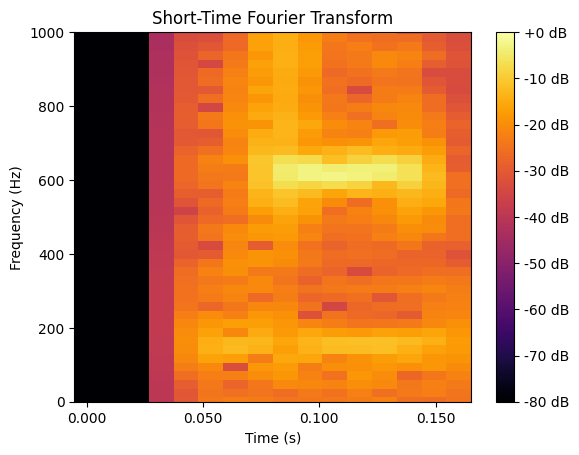 Short-Time Fourier Transform
1000
800
600
400
200
0
Frequency (Hz)
0.000
0.050
0.100
0.150
Time (s)
+0 dB
-10 dB
-20 dB
-30 dB
-40 dB
-50 dB
-60 dB
-70 dB
-80 dB